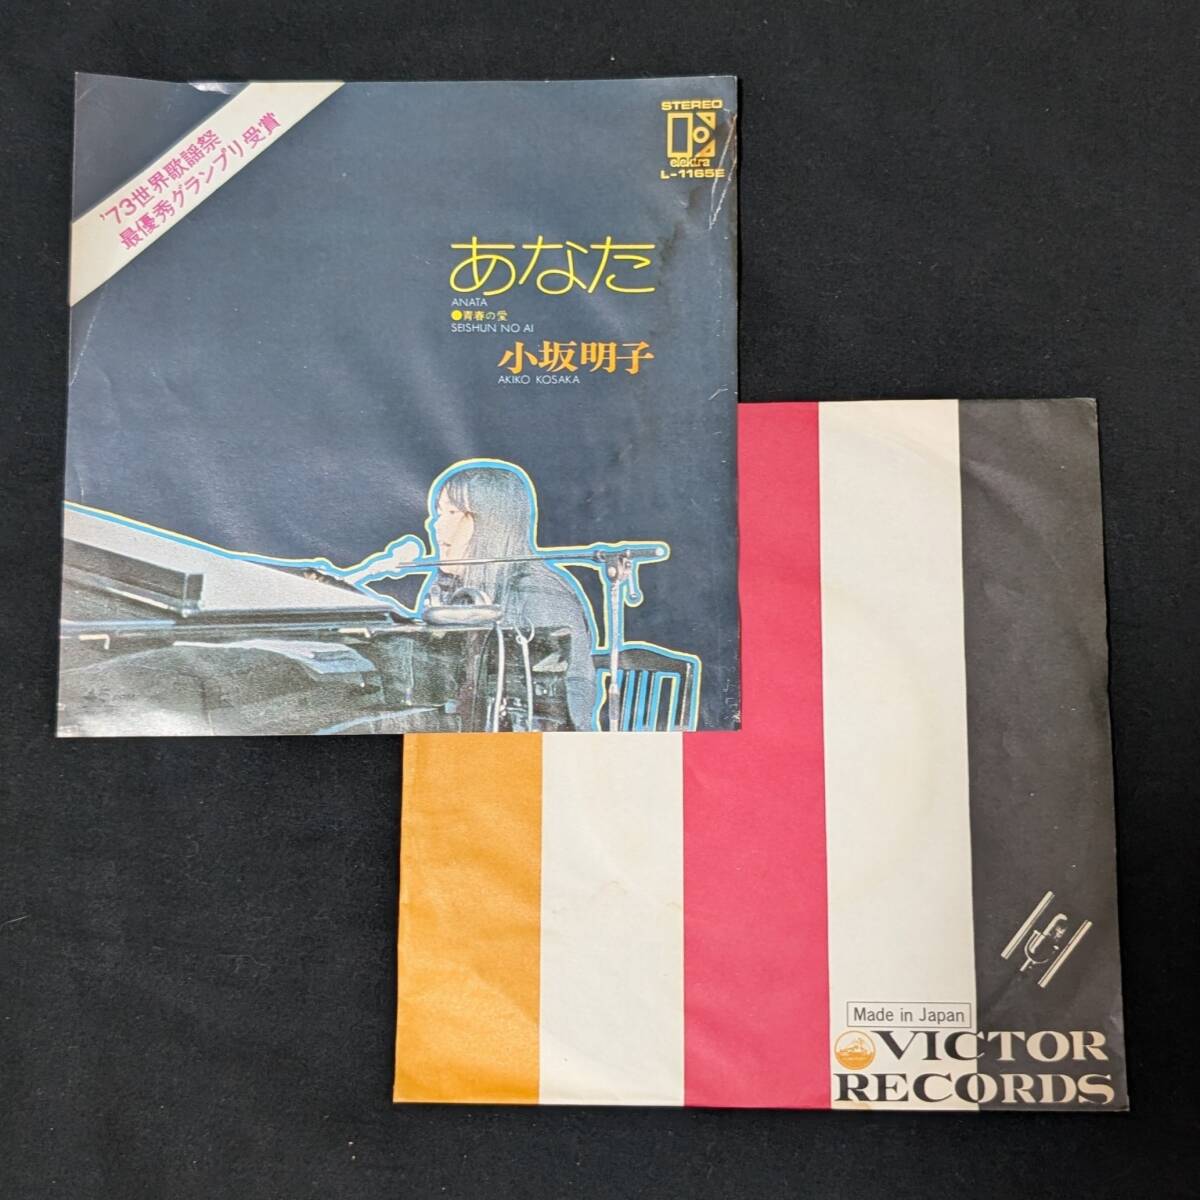 '73世界歌謡祭
最優秀グランプリ受賞
STEREO
elektra
L-1165E
あなた
ANATA
青春の愛
SEISHUN NO AI
小坂明子
AKIKO KOSAKA
Made in Japan
VICTOR
RECORDS